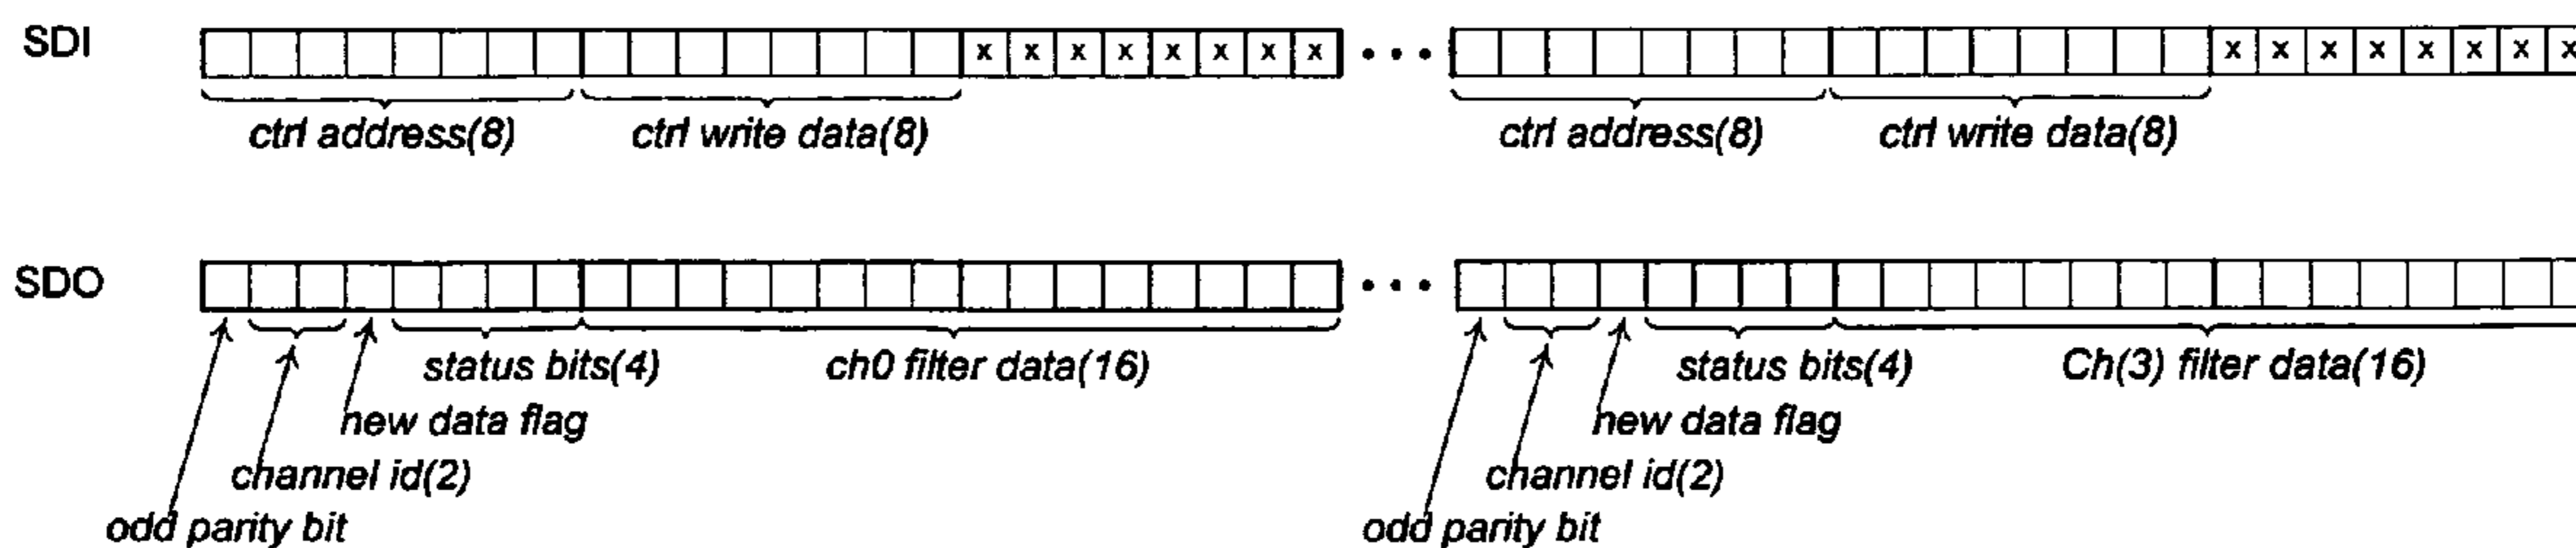 SDI x x x x x x x x • • • x x x x x x x x
ctrl address(8) ctrl write data(8) ctrl address(8) ctrl write data(8)
SDO • • •
status bits(4) ch0 filter data(16) status bits(4) Ch(3) filter data(16)
new data flag new data flag
channel id(2) channel id(2)
odd parity bit odd parity bit